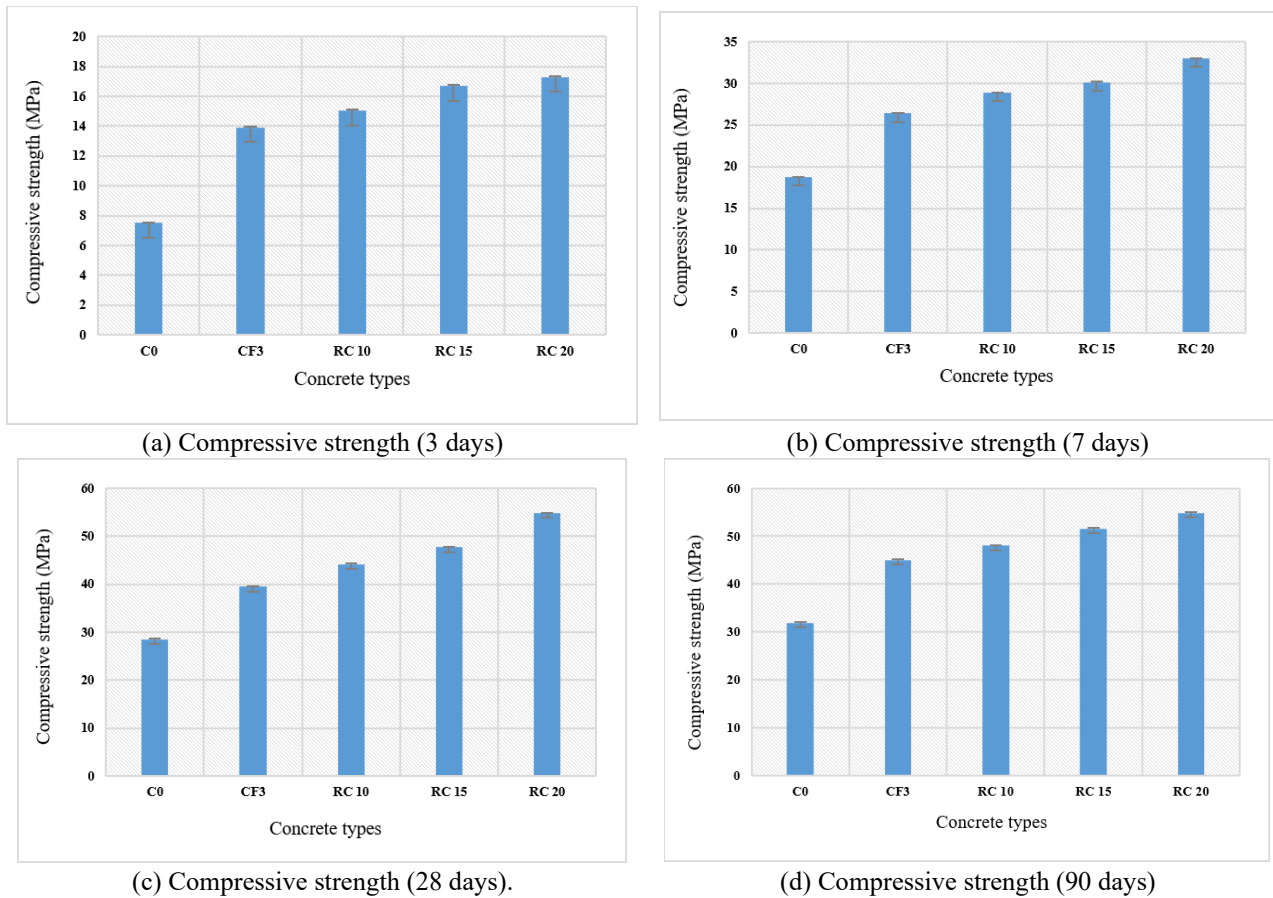 Compressive strength (MPa)
20
18
16
14
12
10
8
6
4
2
0
C0 CF3 RC 10 RC 15 RC 20
Concrete types
(a) Compressive strength (3 days)
Compressive strength (MPa)
35
30
25
20
15
10
5
0
C0 CF3 RC 10 RC 15 RC 20
Concrete types
(b) Compressive strength (7 days)
Compressive strength (MPa)
60
50
40
30
20
10
0
C0 CF3 RC 10 RC 15 RC 20
Concrete types
(c) Compressive strength (28 days).
Compressive strength (MPa)
60
50
40
30
20
10
0
C0 CF3 RC 10 RC 15 RC 20
Concrete types
(d) Compressive strength (90 days)